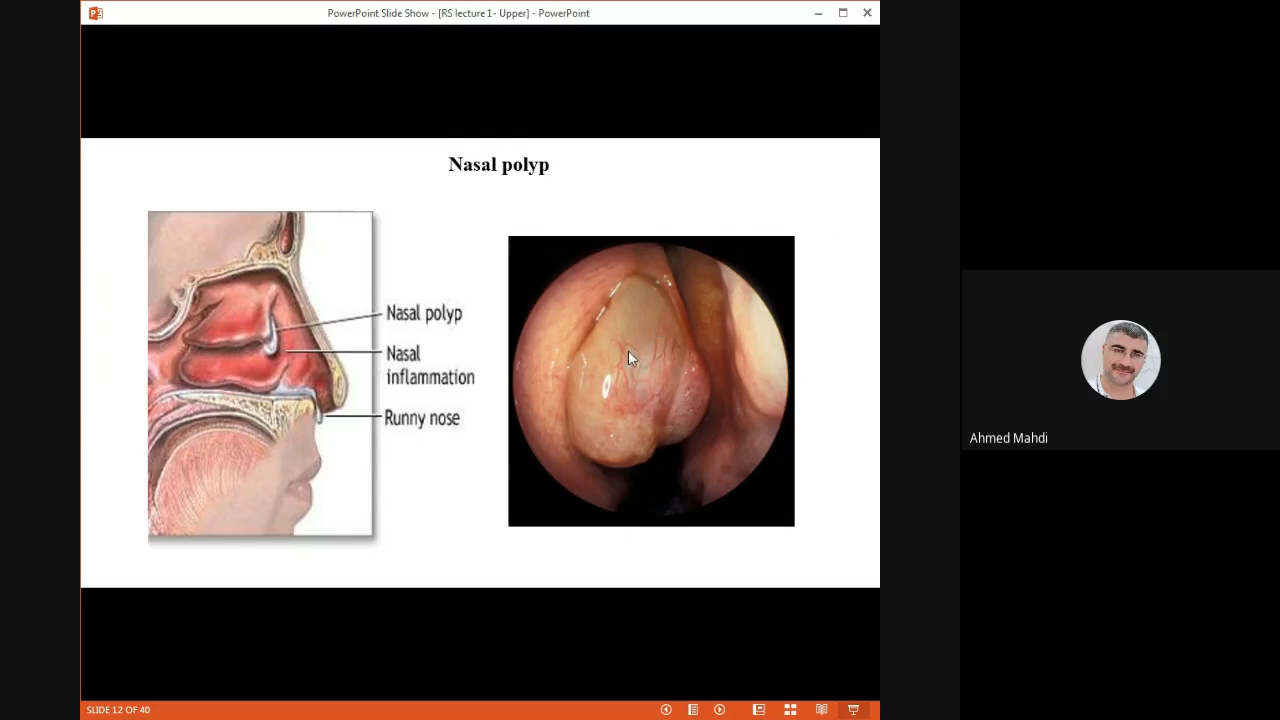 PowerPoint Slide Show - [RS lecture 1- Upper] - PowerPoint
Nasal polyp
Nasal polyp
Nasal
inflammation
Runny nose
Ahmed Mahdi
SLIDE 12 OF 40